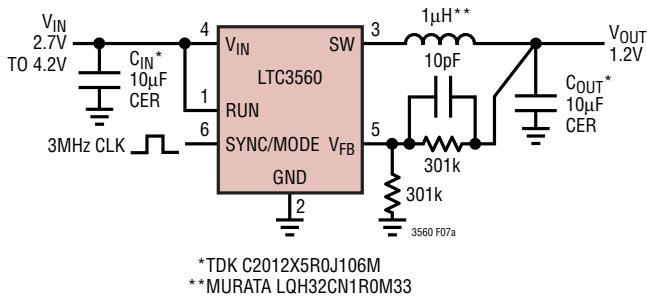 VIN
2.7V
TO 4.2V
CIN*
10µF
CER
4
VIN
1
RUN
6
SYNC/MODE
3MHz CLK
LTC3560
SW
3
VFB
5
GND
2
1µH**
10pF
301k
301k
VOUT
1.2V
COUT*
10µF
CER
3560 F07a
*TDK C2012X5R0J106M
**MURATA LQH32CN1R0M33